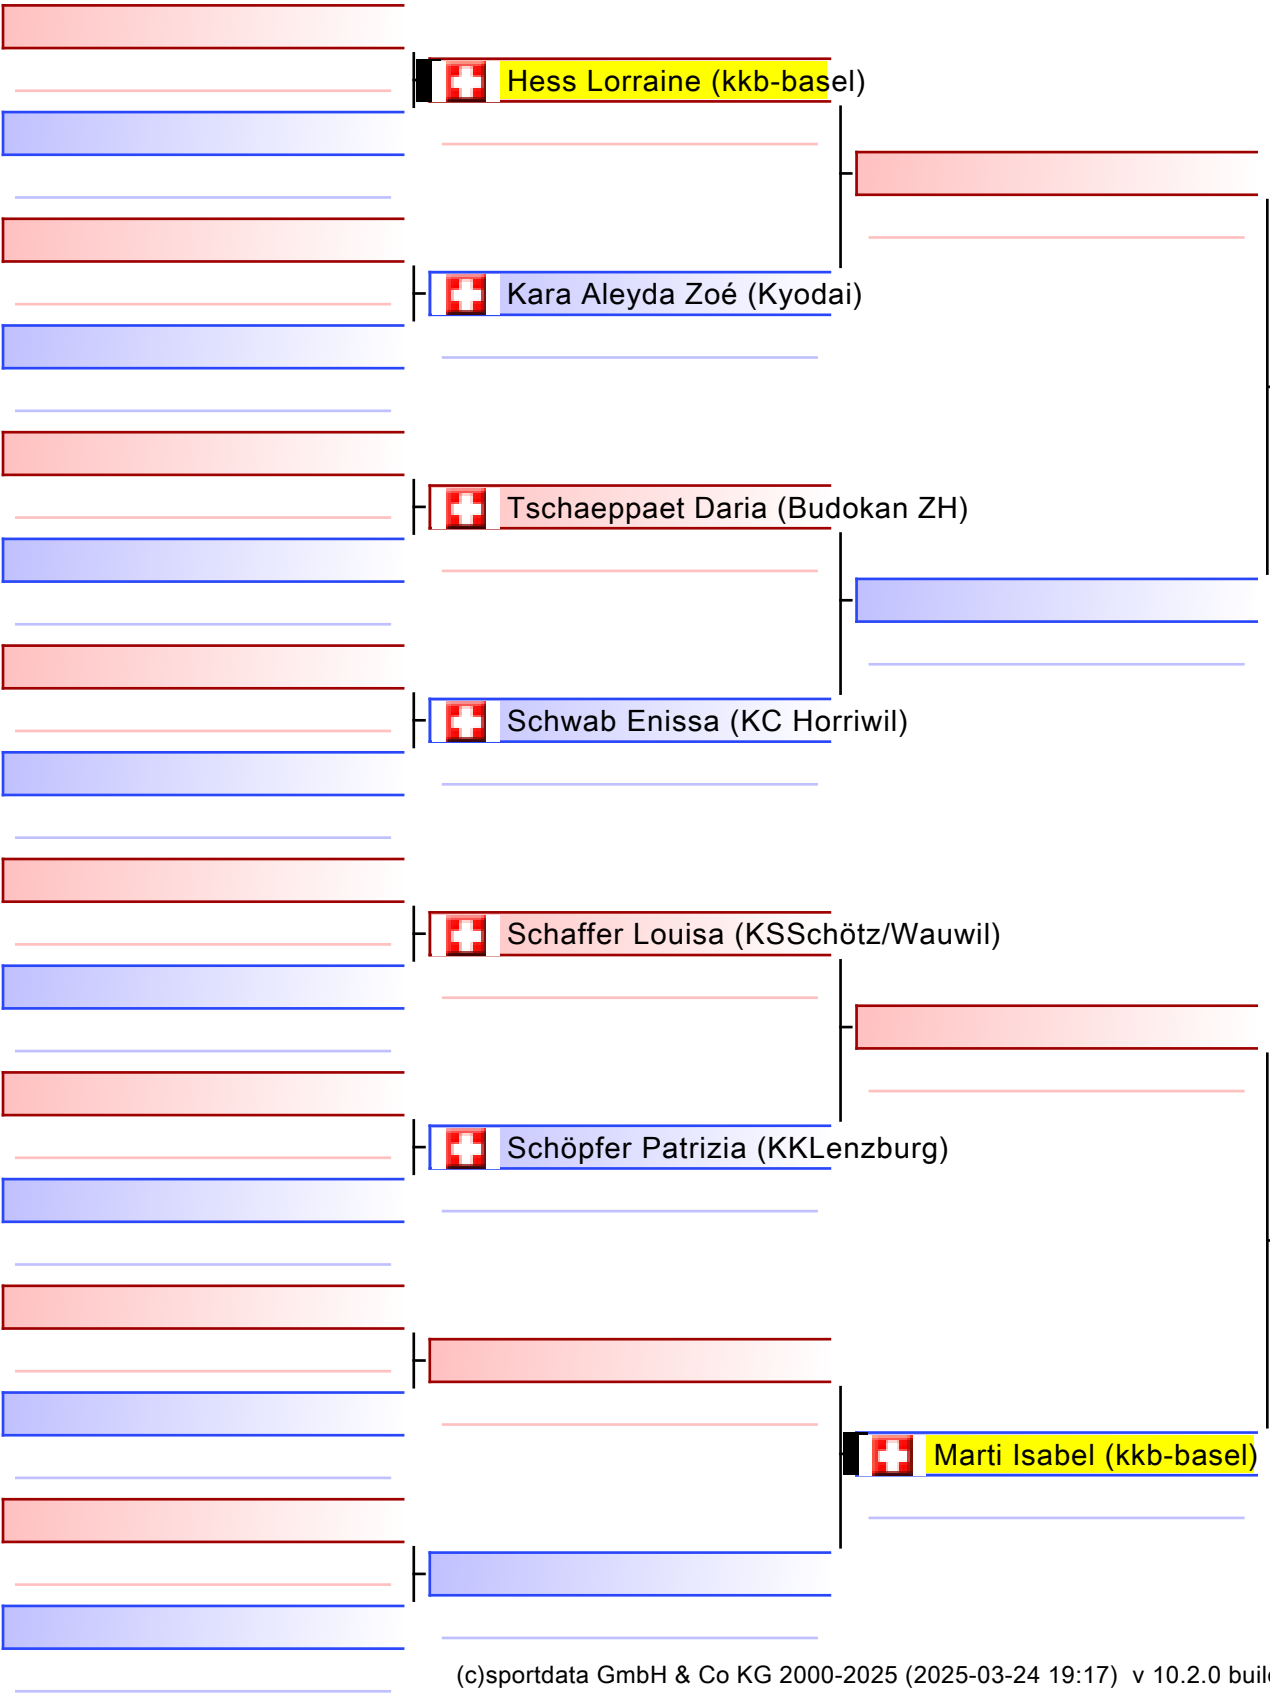 Hess Lorraine (kkb-basel)
Kara Aleyda Zoé (Kyodai)
Tschaeppaet Daria (Budokan ZH)
Schwab Enissa (KC Horriwil)
Schaffer Louisa (KSSchötz/Wauwil)
Schöpfer Patrizia (KKLenzburg)
Marti Isabel (kkb-basel)
(c)sportdata GmbH & Co KG 2000-2025 (2025-03-24 19:17) v 10.2.0